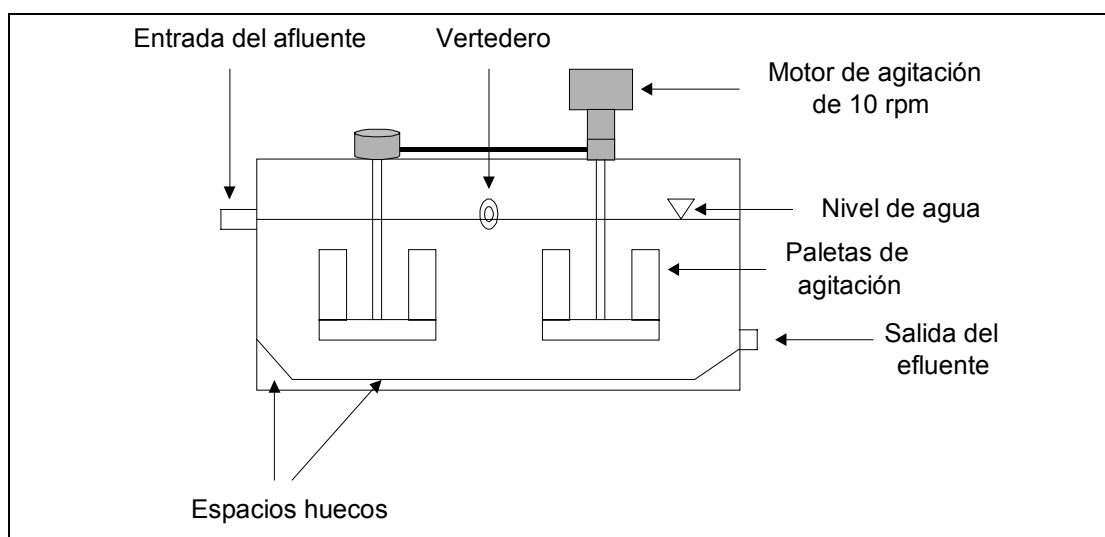 Entrada del afluente
Vertedero
Motor de agitación
de 10 rpm
Nivel de agua
Paletas de
agitación
Salida del
efluente
Espacios huecos